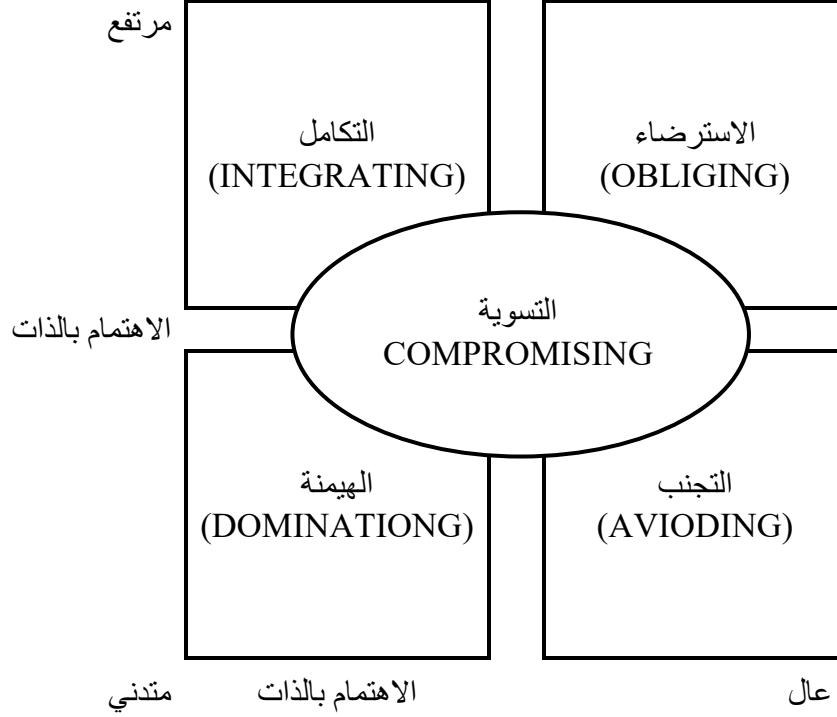 مرتفع
التكامل
(INTEGRATING)
الاسترضاء
(OBLIGING)
الاهتمام بالذات
التسوية
COMPROMISING
الهيمنة
(DOMINATIONG)
التجنب
(AVIODING)
متدني
الاهتمام بالذات
عال